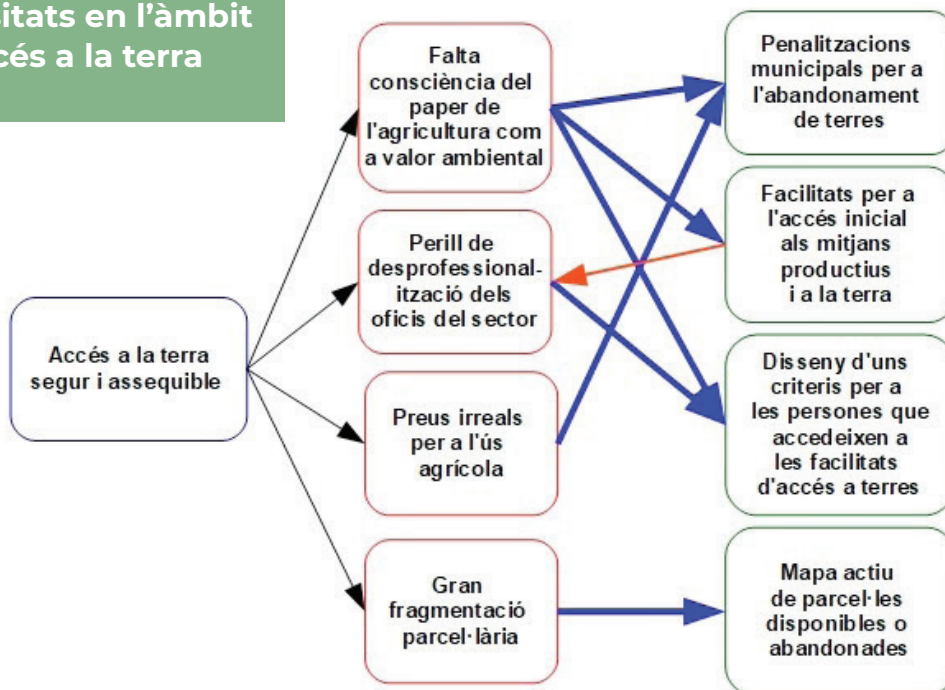 sitats en l'àmbit
cés a la terra
Falta
consciència del
paper de
l'agricultura com
a valor ambiental
Penalitzacions
municipals per a
l'abandonament
de terres
Facilitats per a
l'accés inicial
als mitjans
productius
i a la terra
Perill de
desprofessional-
ització dels
oficis del sector
Accés a la terra
segur i assequible
Disseny d'uns
criteris per a
les persones que
accedeixen a
les facilitats
d'accés a terres
Preus irreals
per a l'ús
agrícola
Gran
fragmentació
parcel·lària
Mapa actiu
de parcel·les
disponibles o
abandonades